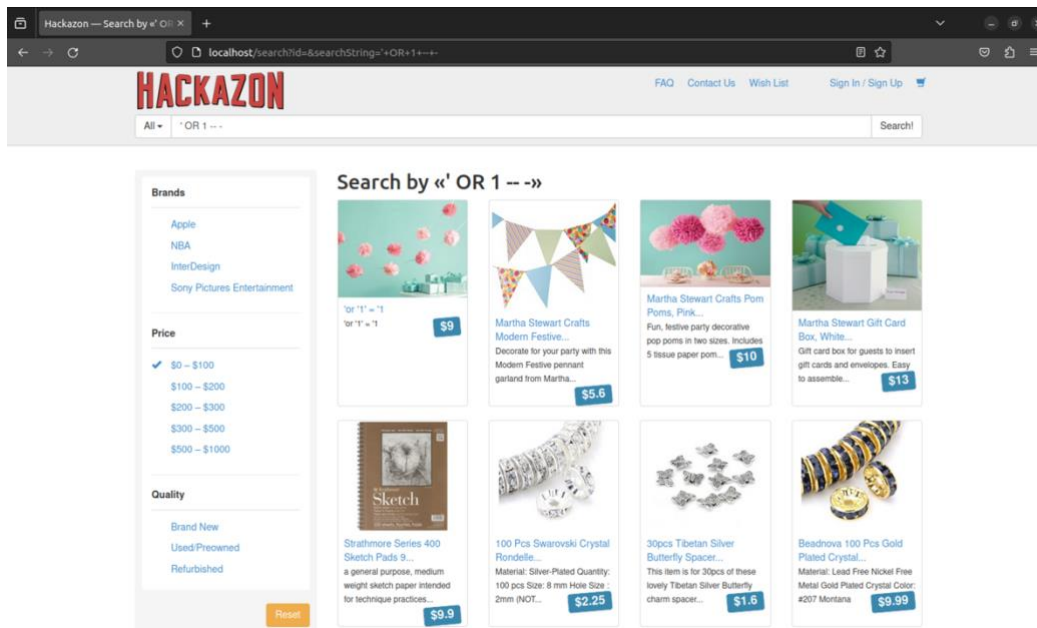 Hackazon — Search by «' OR
localhost/search?id=&searchString='+OR+1+--+-
HACKAZON
FAQ Contact Us Wish List Sign In / Sign Up
All ' OR 1 -- - Search!
Search by «' OR 1 -- -»
Brands
Apple
NBA
InterDesign
Sony Pictures Entertainment
Price
$0 – $100
$100 – $200
$200 – $300
$300 – $500
$500 – $1000
Quality
Brand New
Used/Preowned
Refurbished
Reset
'or '1' = '1
'or '1' = '1
$9
Martha Stewart Crafts
Modern Festive...
Decorate for your party with this
Modern Festive pennant
garland from Martha...
$5.6
Martha Stewart Crafts Pom
Poms, Pink...
Fun, festive party decorative
pop poms in two sizes. Includes
5 tissue paper pom...
$10
Martha Stewart Gift Card
Box, White...
Gift card box for guests to insert
gift cards and envelopes. Easy
to assemble...
$13
Sketch
Strathmore Series 400
Sketch Pads 9...
a general purpose, medium
weight sketch paper intended
for technique practices...
$9.9
100 Pcs Swarovski Crystal
Rondelle...
Material: Silver-Plated Quantity:
100 pcs Size: 8 mm Hole Size :
2mm (NOT...
$2.25
30pcs Tibetan Silver
Butterfly Spacer...
This item is for 30pcs of these
lovely Tibetan Silver Butterfly
charm spacer...
$1.6
Beadnova 100 Pcs Gold
Plated Crystal...
Material: Lead Free Nickel Free
Metal Gold Plated Crystal Color:
#207 Montana
$9.99